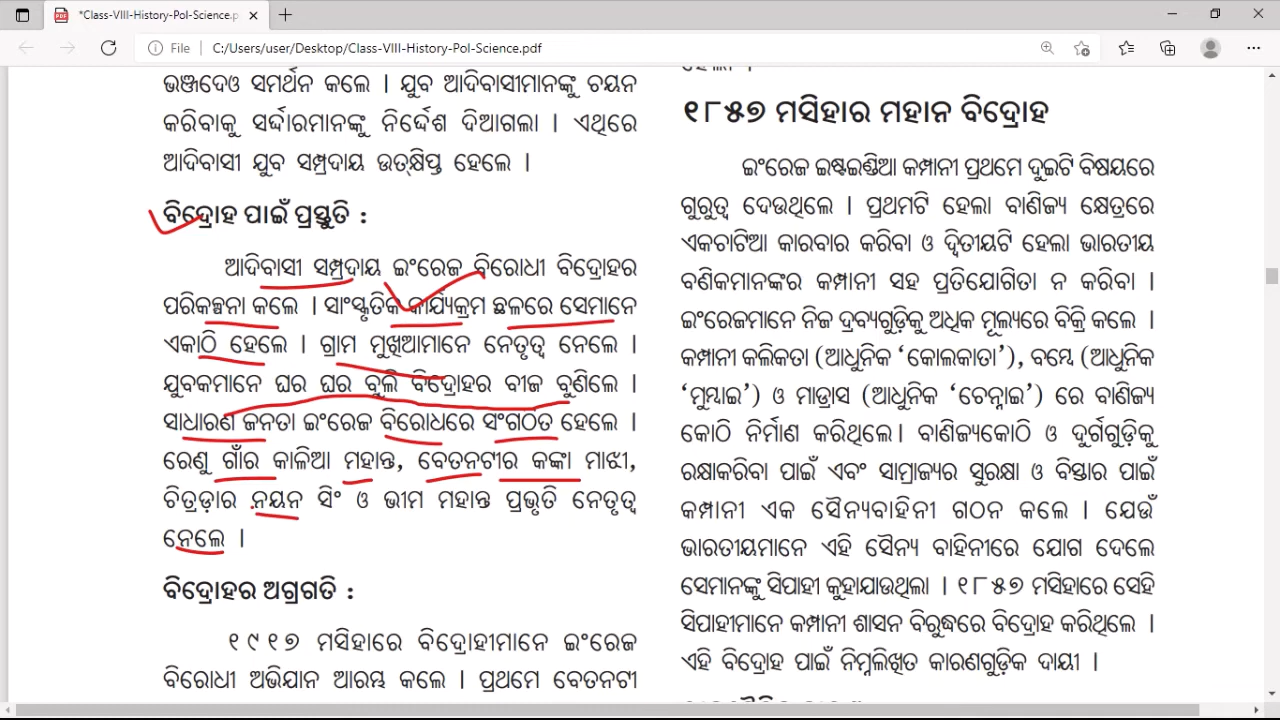 *Class-VIII-History-Pol-Science.p
File
C:/Users/user/Desktop/Class-VIII-History-Pol-Science.pdf
ଭଞ୍ଜଦେଓ ସମର୍ଥନ କଲେ । ଯୁବ ଆଦିବାସୀମାନଙ୍କୁ ଚୟନ
କରିବାକୁ ସର୍ଦ୍ଦାରମାନଙ୍କୁ ନିର୍ଦ୍ଦେଶ ଦିଆଗଲା । ଏଥିରେ
ଆଦିବାସୀ ଯୁବ ସମ୍ପ୍ରଦାୟ ଉତ୍‌କ୍ଷିପ୍ତ ହେଲେ ।
ବିଦ୍ରୋହ ପାଇଁ ପ୍ରସ୍ତୁତି :
ଆଦିବାସୀ ସମ୍ପ୍ରଦାୟ ଇଂରେଜ ବିରୋଧୀ ବିଦ୍ରୋହର
ପରିକଳ୍ପନା କଲେ । ସାଂସ୍କୃତିକ କାର୍ଯ୍ୟକ୍ରମ ଛଳରେ ସେମାନେ
ଏକାଠି ହେଲେ । ଗ୍ରାମ ମୁଖିଆମାନେ ନେତୃତ୍ୱ ନେଲେ ।
ଯୁବକମାନେ ଘର ଘର ବୁଲି ବିଦ୍ରୋହର ବୀଜ ବୁଣିଲେ ।
ସାଧାରଣ ଜନତା ଇଂରେଜ ବିରୋଧରେ ସଂଗଠିତ ହେଲେ ।
ରେଣୁ ଗାଁର କାଳିଆ ମହାନ୍ତ, ବେତନଟୀର କଙ୍କା ମାଝୀ,
ଚିତ୍ରଡ଼ାର ନୟନ ସିଂ ଓ ଭୀମ ମହାନ୍ତ ପ୍ରଭୃତି ନେତୃତ୍ୱ
ନେଲେ ।
ବିଦ୍ରୋହର ଅଗ୍ରଗତି :
୧୯୧୭ ମସିହାରେ ବିଦ୍ରୋହୀମାନେ ଇଂରେଜ
ବିରୋଧୀ ଅଭିଯାନ ଆରମ୍ଭ କଲେ । ପ୍ରଥମେ ବେତନଟୀ
୧୮୫୭ ମସିହାର ମହାନ ବିଦ୍ରୋହ
ଇଂରେଜ ଇଷ୍ଟଇଣ୍ଡିଆ କମ୍ପାନୀ ପ୍ରଥମେ ଦୁଇଟି ବିଷୟରେ
ଗୁରୁତ୍ୱ ଦେଉଥିଲେ । ପ୍ରଥମଟି ହେଲା ବାଣିଜ୍ୟ କ୍ଷେତ୍ରରେ
ଏକଚାଟିଆ କାରବାର କରିବା ଓ ଦ୍ୱିତୀୟଟି ହେଲା ଭାରତୀୟ
ବଣିକମାନଙ୍କର କମ୍ପାନୀ ସହ ପ୍ରତିଯୋଗିତା ନ କରିବା ।
ଇଂରେଜମାନେ ନିଜ ଦ୍ରବ୍ୟଗୁଡ଼ିକୁ ଅଧିକ ମୂଲ୍ୟରେ ବିକ୍ରି କଲେ ।
କମ୍ପାନୀ କଲିକତା (ଆଧୁନିକ ‘କୋଲକାତା’), ବମ୍ବେ (ଆଧୁନିକ
‘ମୁମ୍ବାଇ’) ଓ ମାଡ୍ରାସ (ଆଧୁନିକ ‘ଚେନ୍ନାଇ’) ରେ ବାଣିଜ୍ୟ
କୋଠି ନିର୍ମାଣ କରିଥିଲେ। ବାଣିଜ୍ୟକୋଠି ଓ ଦୁର୍ଗଗୁଡ଼ିକୁ
ରକ୍ଷାକରିବା ପାଇଁ ଏବଂ ସାମ୍ରାଜ୍ୟର ସୁରକ୍ଷା ଓ ବିସ୍ତାର ପାଇଁ
କମ୍ପାନୀ ଏକ ସୈନ୍ୟବାହିନୀ ଗଠନ କଲେ । ଯେଉଁ
ଭାରତୀୟମାନେ ଏହି ସୈନ୍ୟ ବାହିନୀରେ ଯୋଗ ଦେଲେ
ସେମାନଙ୍କୁ ସିପାହୀ କୁହାଯାଉଥିଲା । ୧୮୫୭ ମସିହାରେ ସେହି
ସିପାହୀମାନେ କମ୍ପାନୀ ଶାସନ ବିରୁଦ୍ଧରେ ବିଦ୍ରୋହ କରିଥିଲେ ।
ଏହି ବିଦ୍ରୋହ ପାଇଁ ନିମ୍ନଲିଖିତ କାରଣଗୁଡ଼ିକ ଦାୟୀ ।